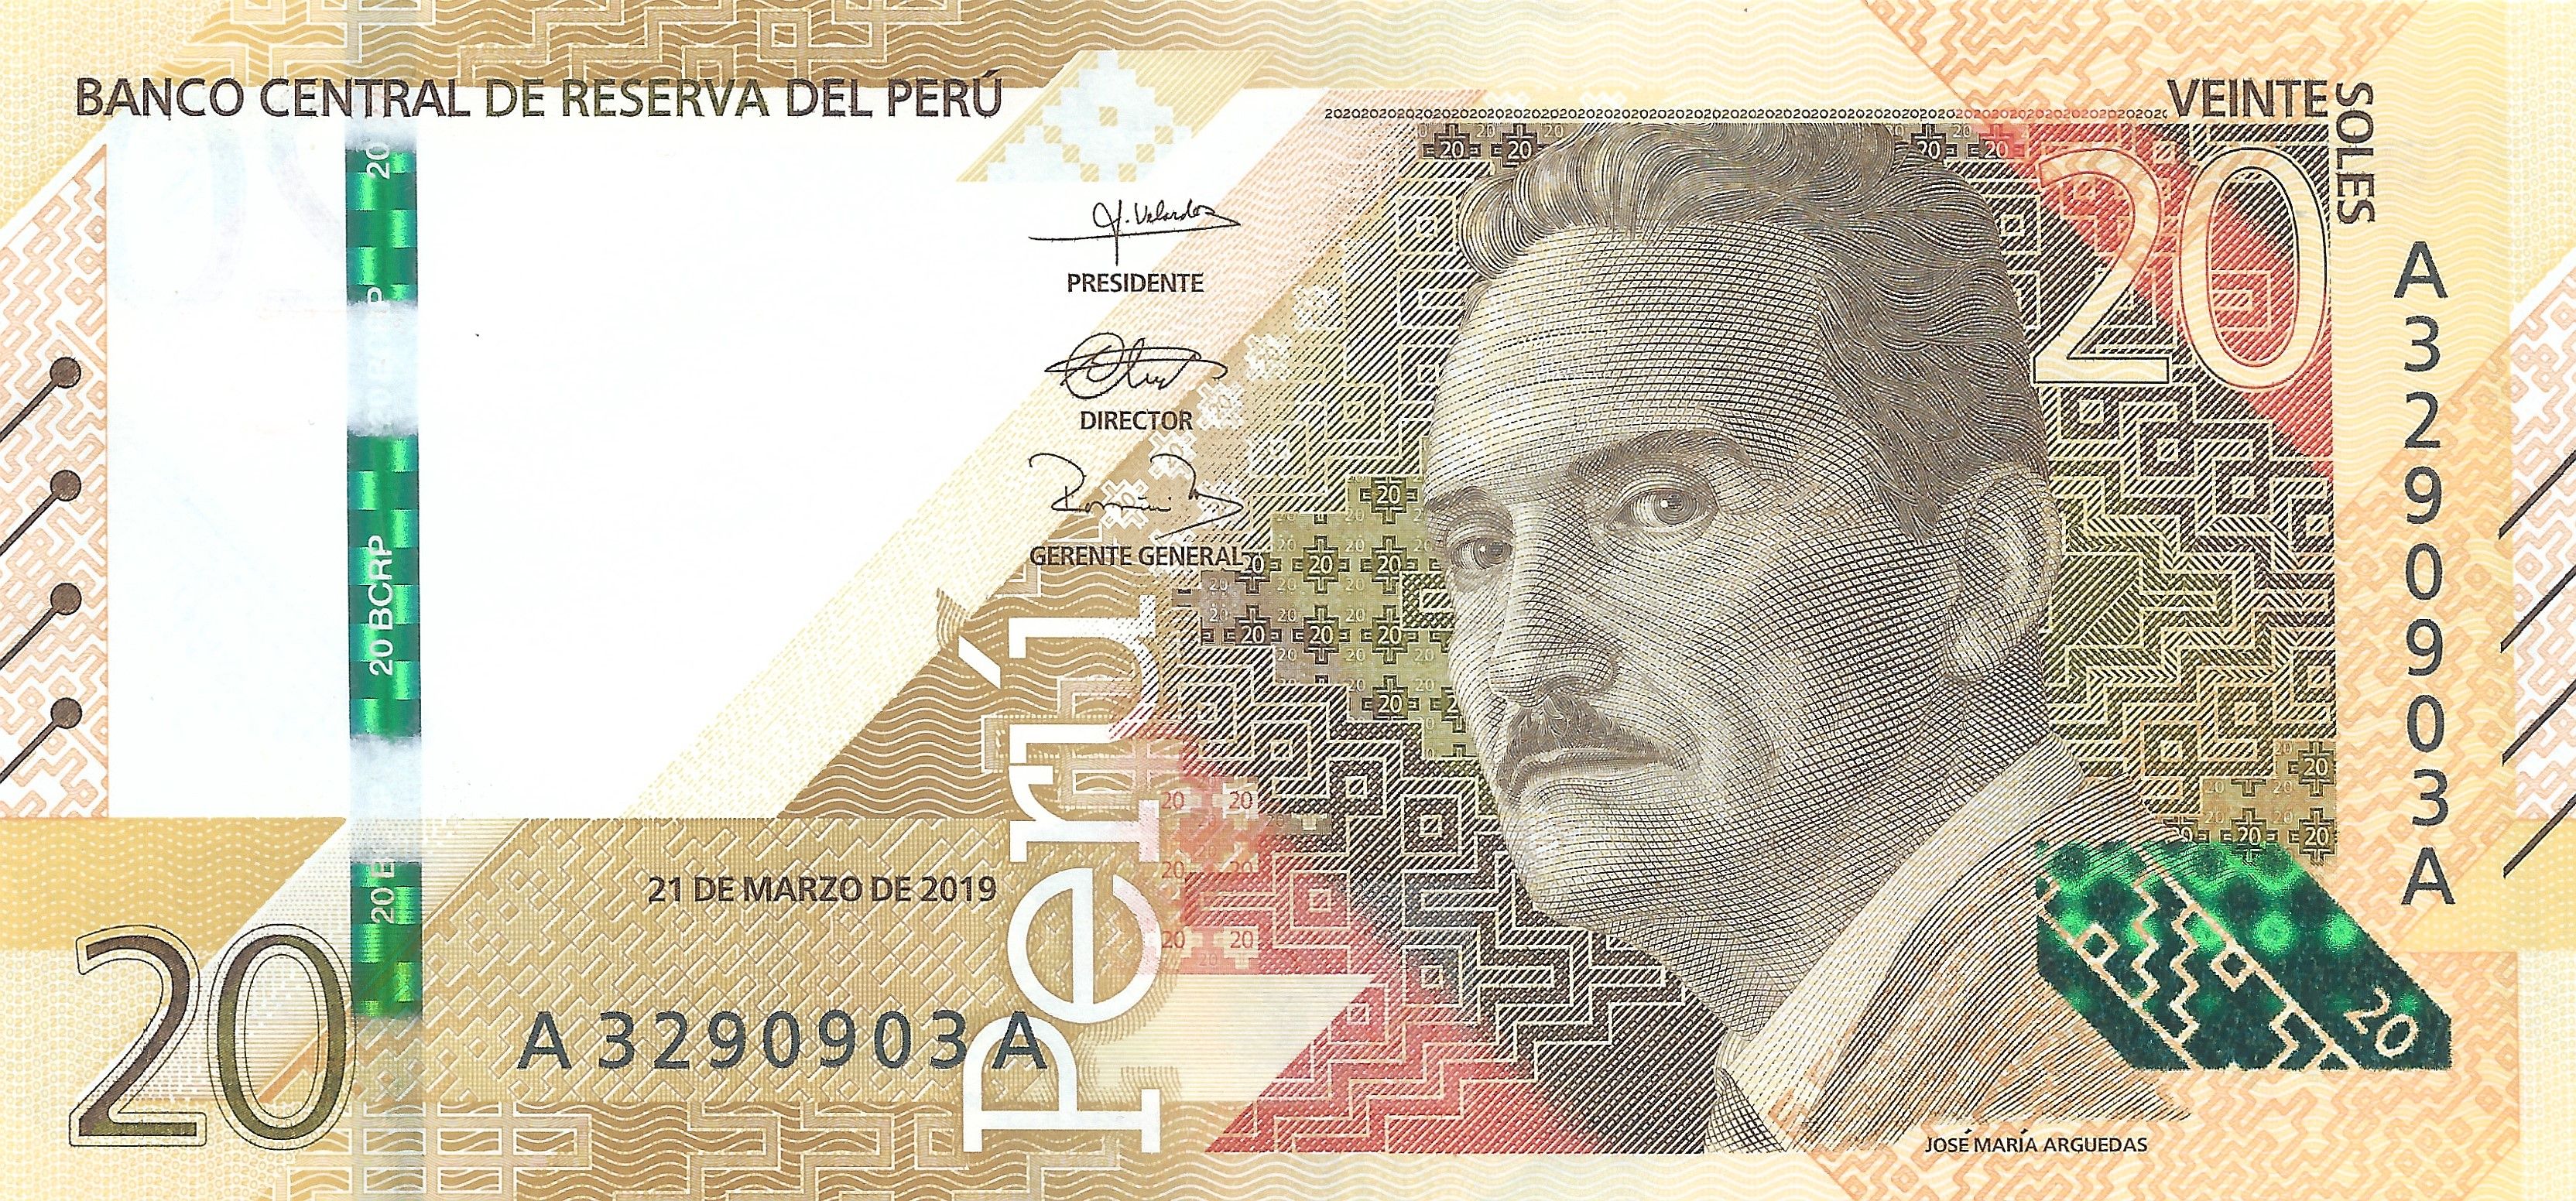 BANCO CENTRAL DE RESERVA DEL PERÚ
VEINTE
SOLES
20
20 BCRP
PRESIDENTE
DIRECTOR
GERENTE GENERAL
A3290903A
Perú
21 DE MARZO DE 2019
20
A3290903A
20
JOSÉ MARÍA ARGUEDAS